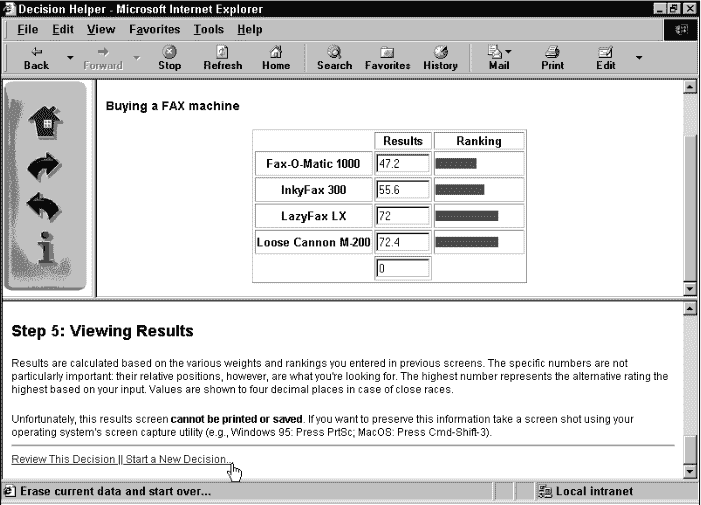 Decision Helper - Microsoft Internet Explorer
File Edit View Favorites Tools Help
Back Forward Stop Refresh Home Search Favorites History Mail Print Edit
Buying a FAX machine
Results Ranking
Fax-O-Matic 1000 47.2
InkyFax 300 55.6
LazyFax LX 72
Loose Cannon M-200 72.4
0
Step 5: Viewing Results
Results are calculated based on the various weights and rankings you entered in previous screens. The specific numbers are not
particularly important: their relative positions, however, are what you're looking for. The highest number represents the alternative rating the
highest based on your input. Values are shown to four decimal places in case of close races.
Unfortunately, this results screen cannot be printed or saved. If you want to preserve this information take a screen shot using your
operating system's screen capture utility (e.g., Windows 95: Press PrtSc; MacOS: Press Cmd-Shift-3).
Review This Decision || Start a New Decision...
Erase current data and start over... Local intranet